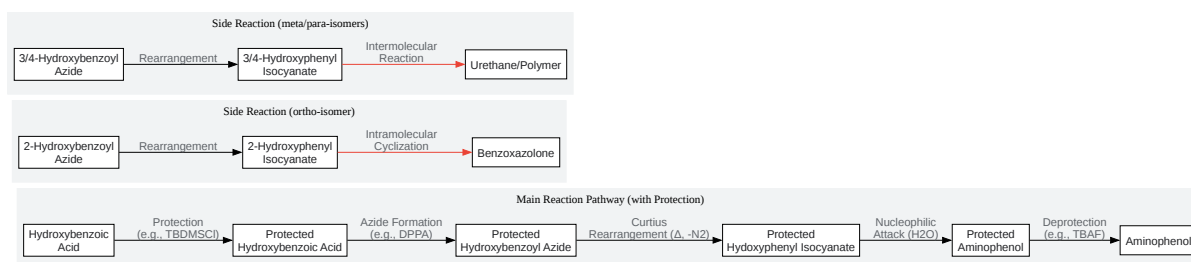 Side Reaction (meta/para-isomers)
3/4-Hydroxybenzoyl
Azide
Rearrangement
3/4-Hydroxyphenyl
Isocyanate
Intermolecular
Reaction
Urethane/Polymer
Side Reaction (ortho-isomer)
2-Hydroxybenzoyl
Azide
Rearrangement
2-Hydroxyphenyl
Isocyanate
Intramolecular
Cyclization
Benzoxazolone
Main Reaction Pathway (with Protection)
Hydroxybenzoic
Acid
Protection
(e.g., TBDMSCl)
Protected
Hydroxybenzoic Acid
Azide Formation
(e.g., DPPA)
Protected
Hydroxybenzoyl Azide
Curtius
Rearrangement (Δ, -N2)
Protected
Hydoxyphenyl Isocyanate
Nucleophilic
Attack (H2O)
Protected
Aminophenol
Deprotection
(e.g., TBAF)
Aminophenol